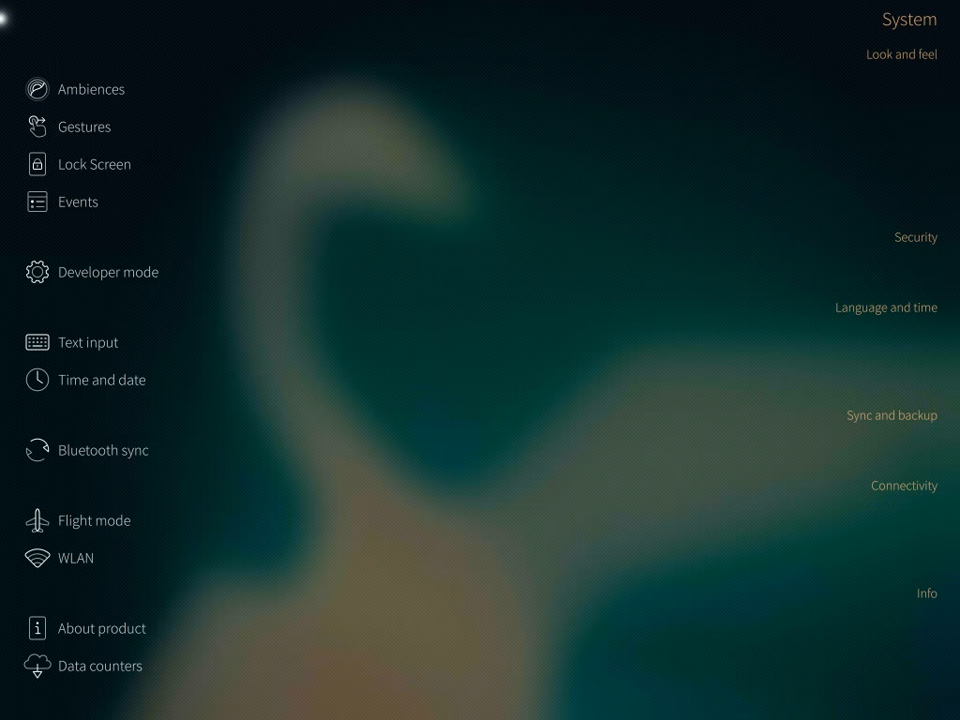 System
Look and feel
Ambiences
Gestures
Lock Screen
Events
Security
Developer mode
Language and time
Text input
Time and date
Sync and backup
Bluetooth sync
Connectivity
Flight mode
WLAN
Info
About product
Data counters